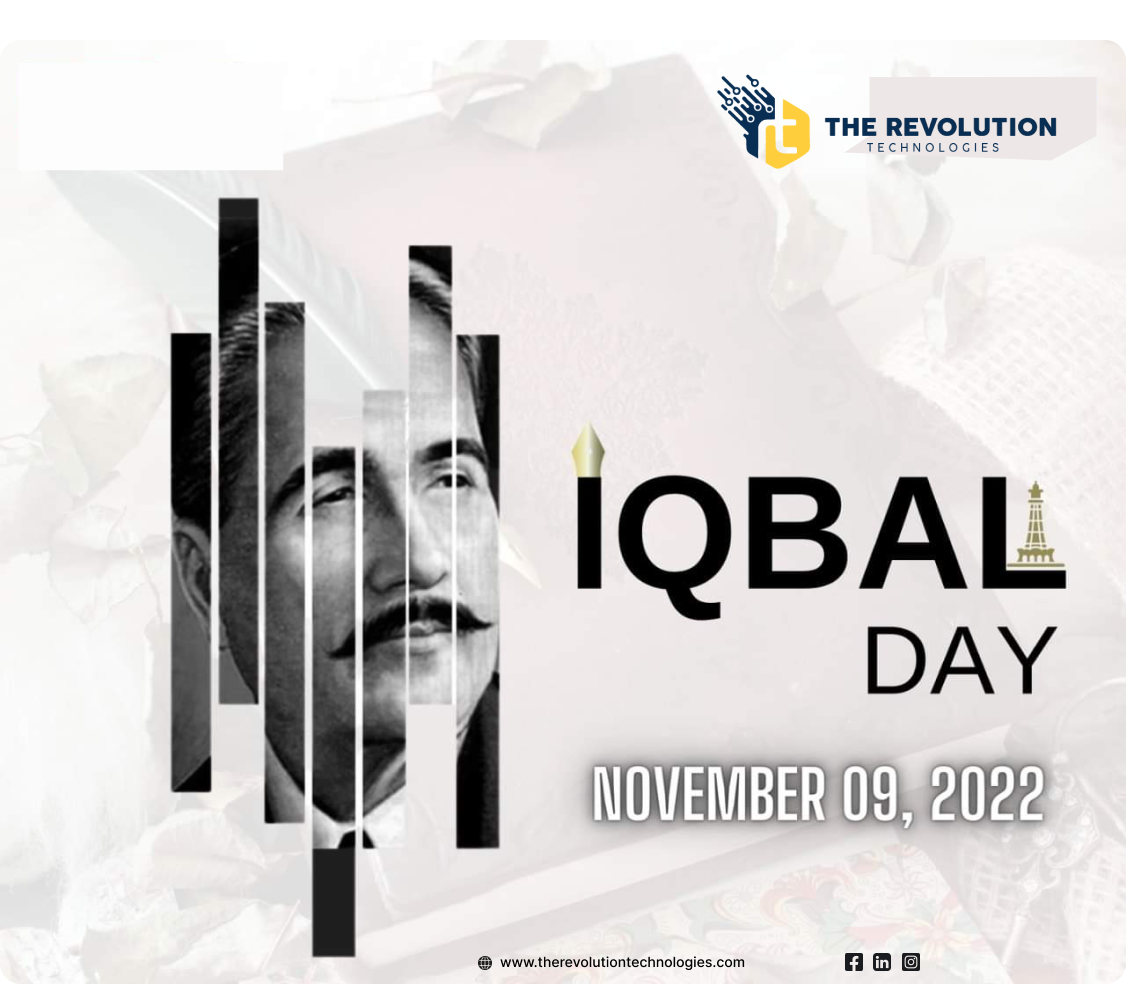 THE REVOLUTION
TECHNOLOGIES
IQBAL
DAY
NOVEMBER 09, 2022
www.therevolutiontechnologies.com